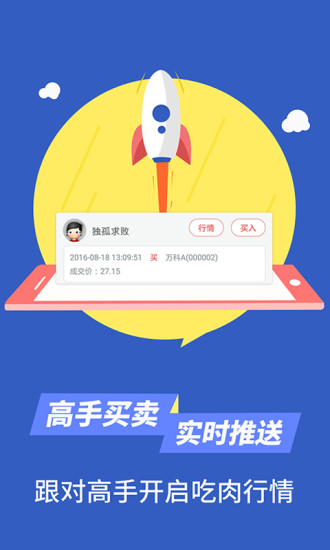 独孤求败
行情
买入
2016-08-18 13:09:51 买 万科A(000002)
成交价：27.15
高手买卖
实时推送
跟对高手开启吃肉行情